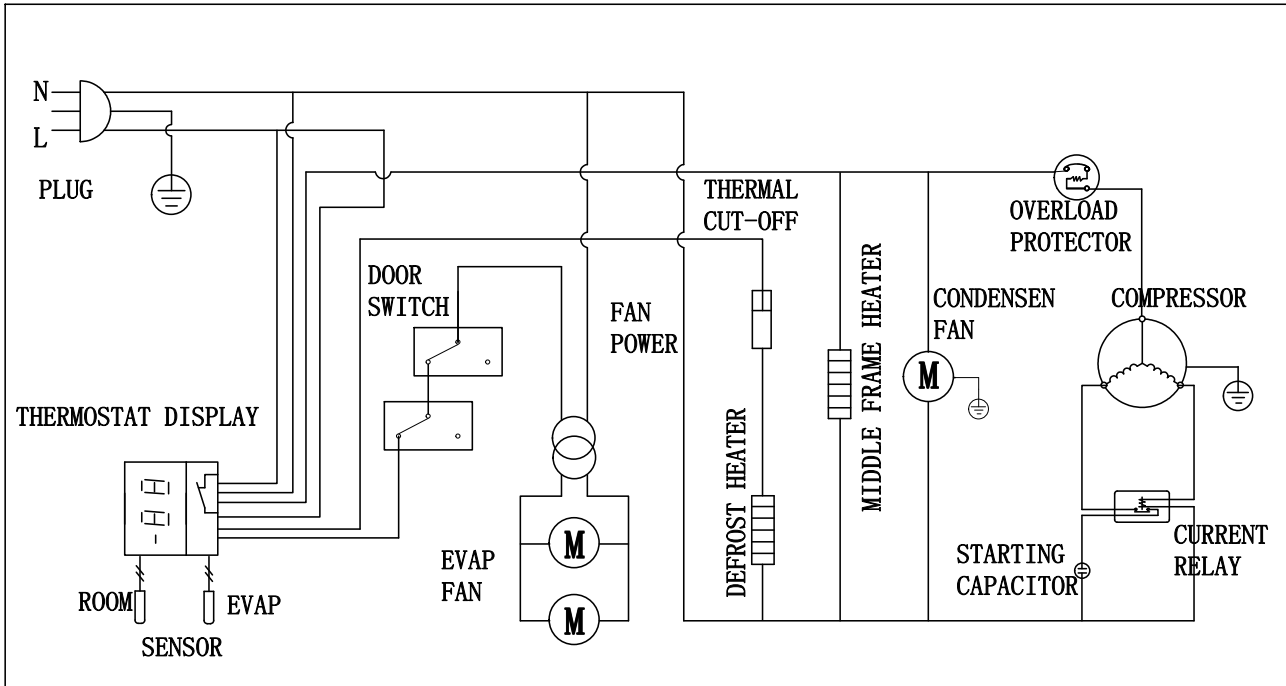 N
L
PLUG
THERMAL
CUT-OFF
OVERLOAD
PROTECTOR
DOOR
SWITCH
FAN
POWER
MIDDLE FRAME HEATER
CONDENSEN
FAN
COMPRESSOR
M
THERMOSTAT DISPLAY
DEFROST HEATER
EVAP
FAN
M
M
STARTING
CAPACITOR
CURRENT
RELAY
ROOM
EVAP
SENSOR